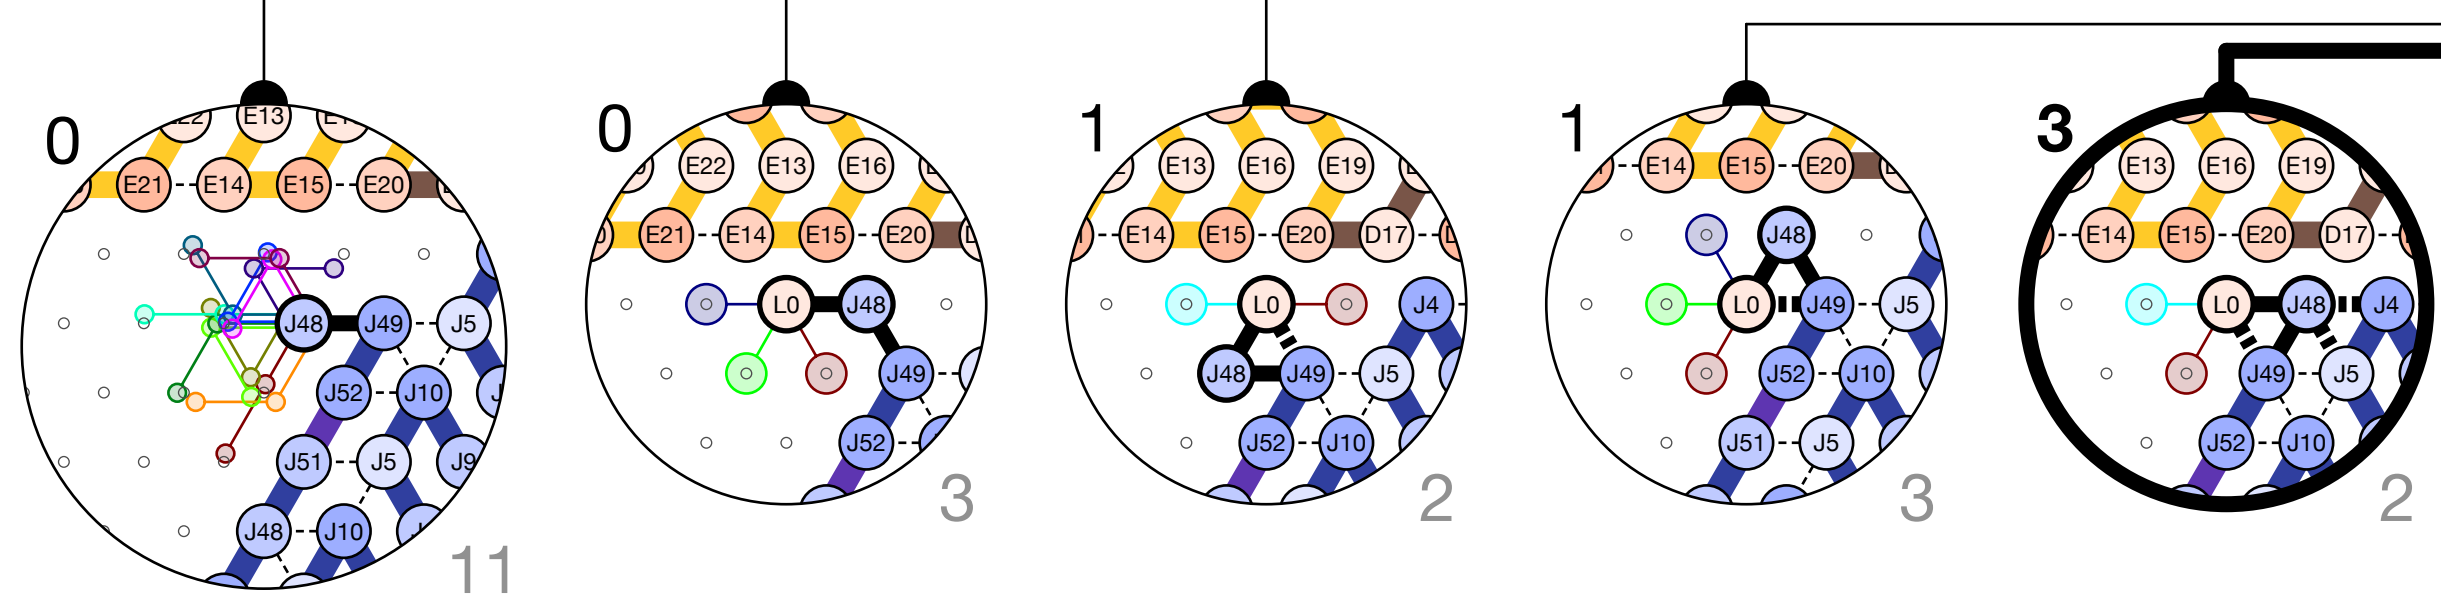 0
E13
E21 E14 E15 E20
J48 J49 J5
J52 J10
J51 J5 J9
J48 J10
11
0
E22 E13 E16
E21 E14 E15 E20
L0 J48
J49
J52
3
1
E13 E16 E19
E14 E15 E20 D17
L0 J4
J48 J49 J5
J52 J10
2
1
E14 E15 E20
J48
L0 J49 J5
J52 J10
J51 J5
3
3
E13 E16 E19
E14 E15 E20 D17
L0 J48 J4
J49 J5
J52 J10
2